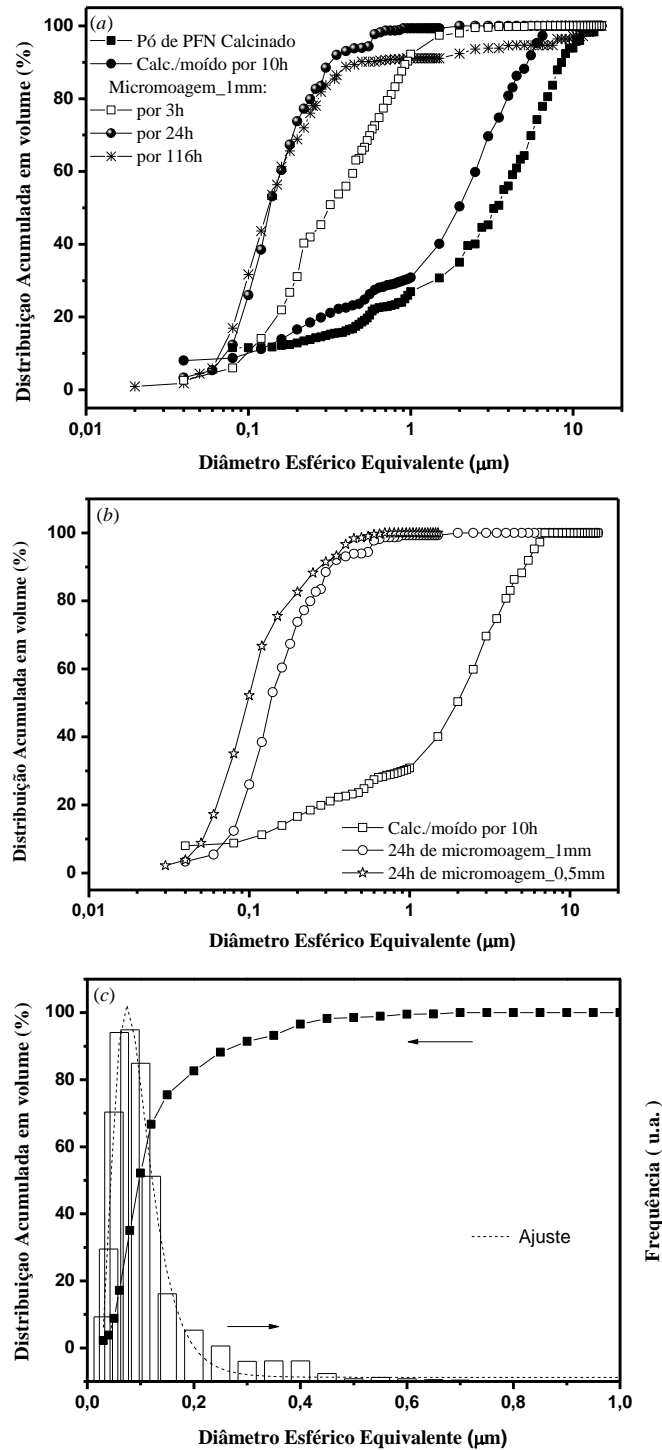 (a)
Pó de PFN Calcinado
Calc./moído por 10h
Micromoagem_1mm:
por 3h
por 24h
por 116h
Distribuiçao Acumulada em volume (%)
100
80
60
40
20
0
0,01
0,1
1
10
Diâmetro Esférico Equivalente (μm)
(b)
Distribuição Acumulada em volume (%)
100
80
60
40
20
0
Calc./moído por 10h
24h de micromoagem_1mm
24h de micromoagem_0,5mm
0,01
0,1
1
10
Diâmetro Esférico Equivalente (μm)
(c)
Distribuiçao Acumulada em volume (%)
100
80
60
40
20
0
Ajuste
Frequência ( u.a. )
0,0
0,2
0,4
0,6
0,8
1,0
Diâmetro Esférico Equivalente (μm)